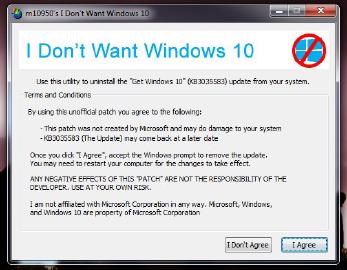 m10950's I Don't Want Windows 10
I Don't Want Windows 10
Use this utility to uninstall the "Get Windows 10" (KB3035583) update from your system.
Terms and Conditions
By using this unofficial patch you agree to the following:
- This patch was not created by Microsoft and may do damage to your system
- KB3035583 (The Update) may come back at a later date
Once you click "I Agree", accept the Windows prompt to remove the update.
You may need to restart your computer for the changes to take effect.
ANY NEGATIVE EFFECTS OF THIS "PATCH" ARE NOT THE RESPONSIBILITY OF THE
DEVELOPER. USE AT YOUR OWN RISK.
I am not affiliated with Microsoft Corporation in any way. Microsoft, Windows,
and Windows 10 are property of Microsoft Corporation
I Don't Agree
I Agree